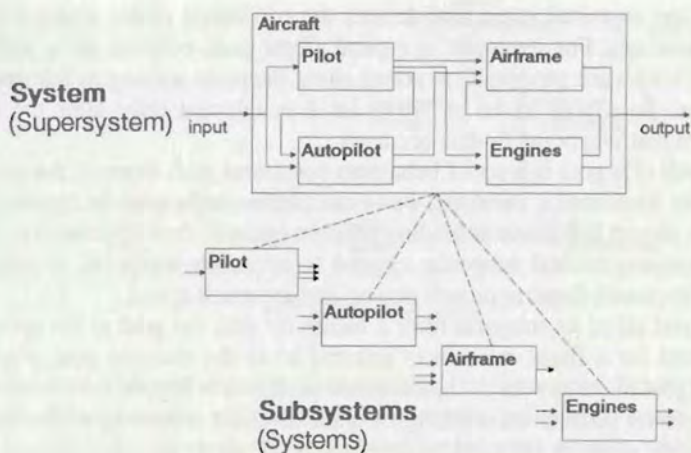 Aircraft
Pilot
Airframe
System
(Supersystem)
input
output
Autopilot
Engines
Pilot
Autopilot
Airframe
Subsystems
(Systems)
Engines